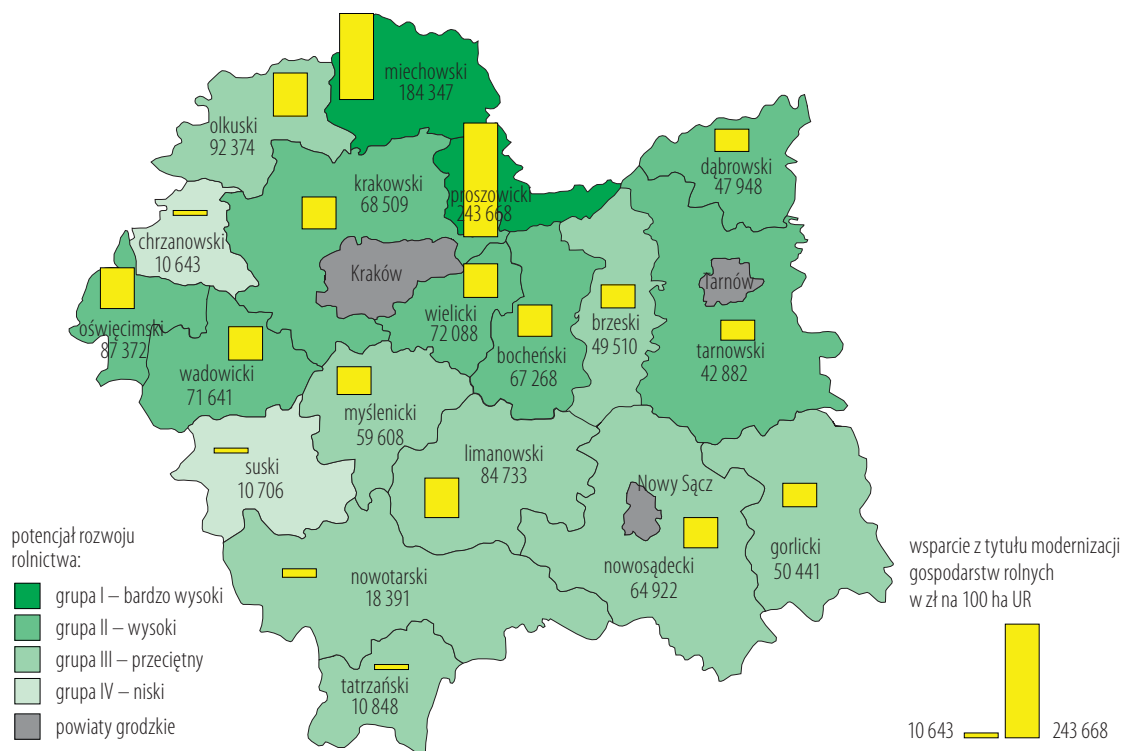 miechowski
184 347
olkuski
92 374
dąbrowski
47 948
krakowski
68 509
proszowicki
243 668
chrzanowski
10 643
Kraków
Tarnów
oświęcimski
87 372
wielicki
72 088
brzeski
49 510
bocheński
67 268
tarnowski
42 882
wadowicki
71 641
myślenicki
59 608
limanowski
84 733
suski
10 706
Nowy Sącz
nowosądecki
64 922
gorlicki
50 441
nowotarski
18 391
tatrzański
10 848
potencjał rozwoju
rolnictwa:
grupa I – bardzo wysoki
grupa II – wysoki
grupa III – przeciętny
grupa IV – niski
powiaty grodzkie
wsparcie z tytułu modernizacji
gospodarstw rolnych
w zł na 100 ha UR
10 643
243 668